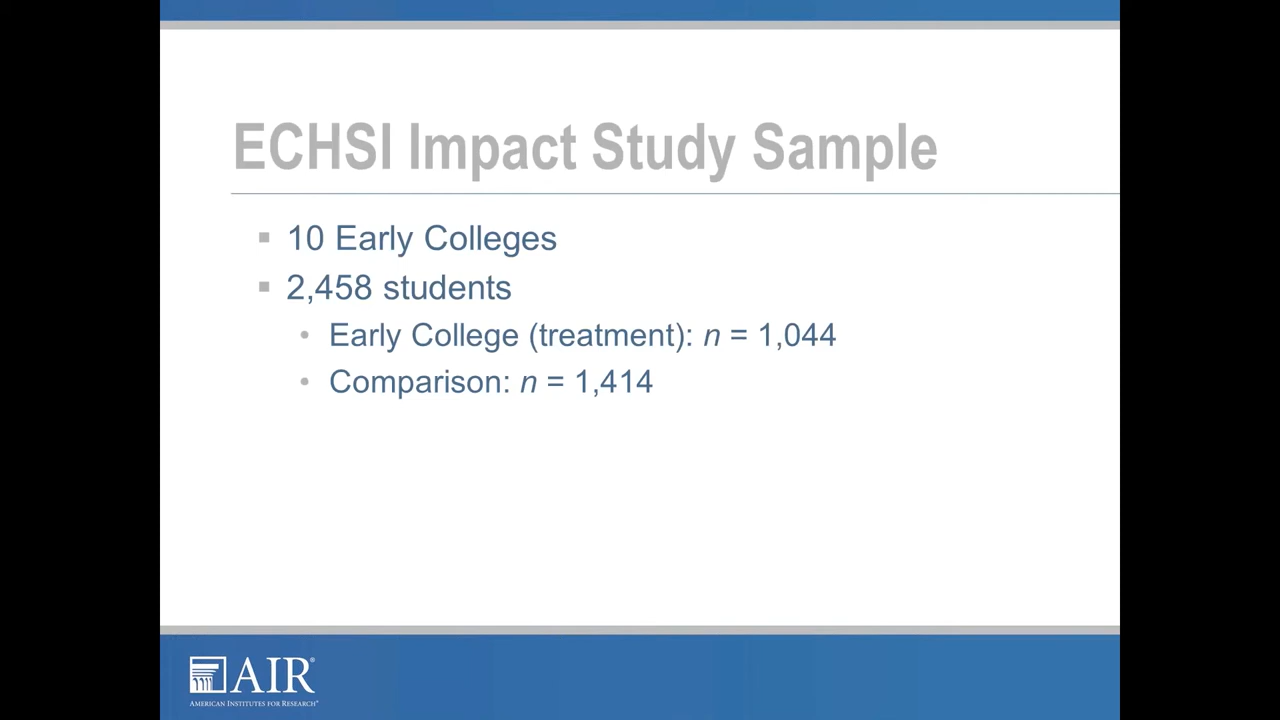 ECHSI Impact Study Sample
10 Early Colleges
2,458 students
Early College (treatment): n = 1,044
Comparison: n = 1,414
AIR®
AMERICAN INSTITUTES FOR RESEARCH®